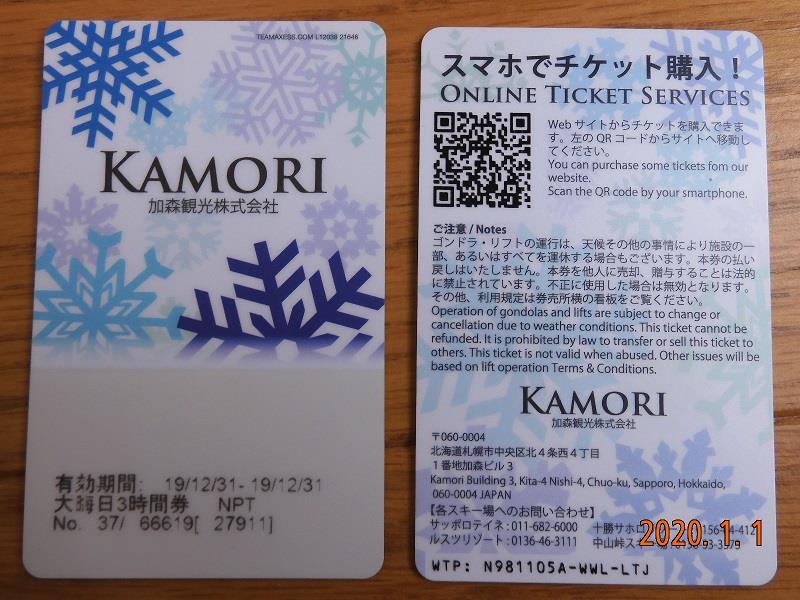 TEAMAXESS.COM L12036 21646
KAMORI
加森観光株式会社
有効期間: 19/12/31- 19/12/31
大晦日3時間券 NPT
No. 37/ 66619[ 27911]
スマホでチケット購入！
ONLINE TICKET SERVICES
Web サイトからチケットを購入できま
す。左の QR コードからサイトへ移動し
てください。
You can purchase some tickets fom our
website.
Scan the QR code by your smartphone.
ご注意 / Notes
ゴンドラ・リフトの運行は、天候その他の事情により施設の一
部、あるいはすべてを運休する場合もございます。本券の払い
戻しはいたしません。本券を他人に売却、贈与することは法的
に禁止されています。不正に使用した場合は無効となります。
その他、利用規定は券売所横の看板をご覧ください。
Operation of gondolas and lifts are subject to change or
cancellation due to weather conditions. This ticket cannot be
refunded. It is prohibited by law to transfer or sell this ticket to
others. This ticket is not valid when abused. Other issues will be
based on lift operation Terms & Conditions.
KAMORI
加森観光株式会社
〒060-0004
北海道札幌市中央区北４条西４丁目
１番地加森ビル３
Kamori Building 3, Kita-4 Nishi-4, Chuo-ku, Sapporo, Hokkaido,
060-0004 JAPAN
【各スキー場へのお問い合わせ】
サッポロテイネ : 011-682-6000 十勝サホロ
ルスツリゾート : 0136-46-3111 中山峠スキー
2020. 1. 1
WTP: N981105A-WWL-LTJ